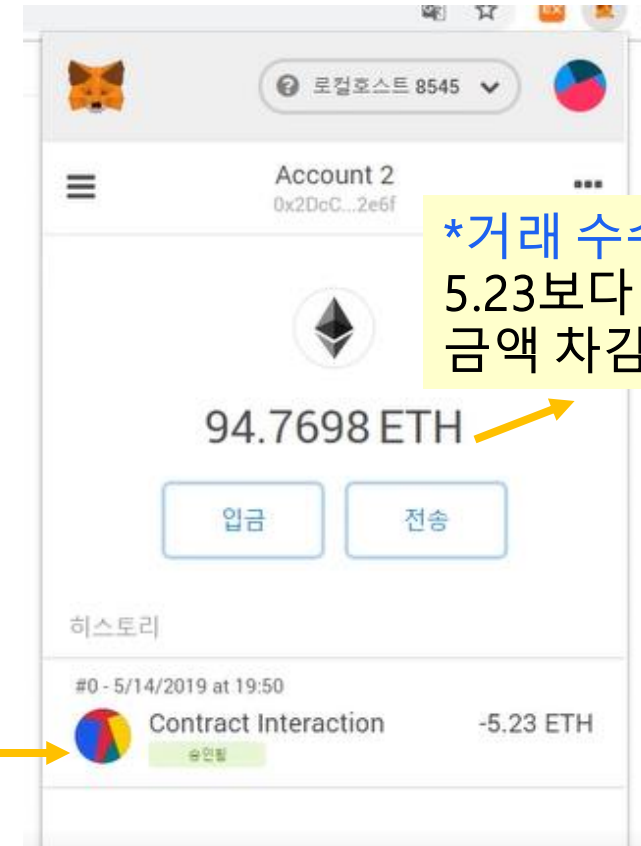 로컬호스트 8545
Account 2
0x2DcC...2e6f
*거래 수
5.23보다
금액 차감
94.7698 ETH
입금
전송
히스토리
#0 - 5/14/2019 at 19:50
Contract Interaction
-5.23 ETH
승인됨